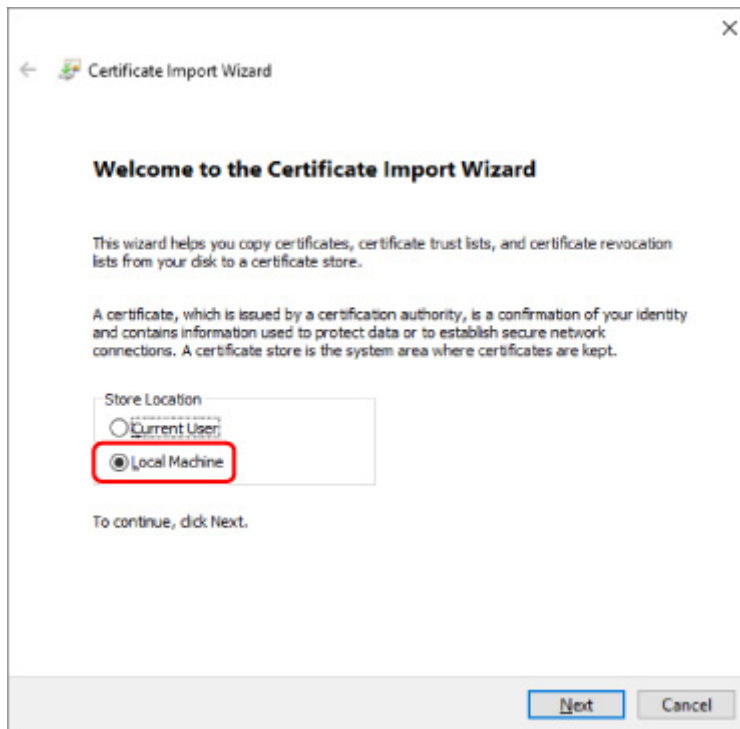 Certificate Import Wizard
Welcome to the Certificate Import Wizard
This wizard helps you copy certificates, certificate trust lists, and certificate revocation
lists from your disk to a certificate store.
A certificate, which is issued by a certification authority, is a confirmation of your identity
and contains information used to protect data or to establish secure network
connections. A certificate store is the system area where certificates are kept.
Store Location
Current User
Local Machine
To continue, click Next.
Next
Cancel